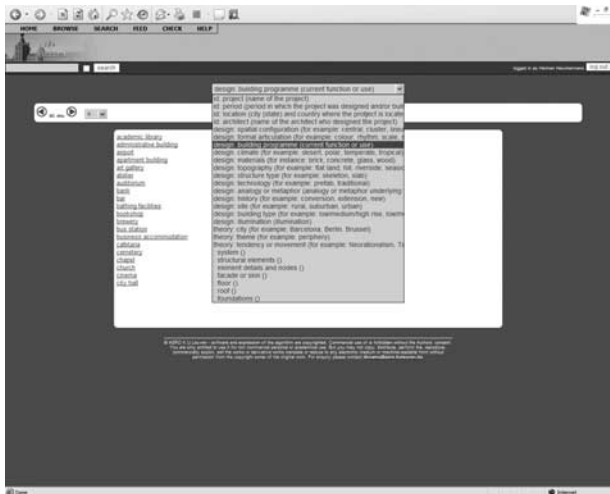 HOME BROWSE SEARCH FEED CHECK HELP
search
logged in as Herman Neuckermans log out
design: building programme (current function or use)
id: project (name of the project)
id: period (period in which the project was designed and/or buil
id: location (city (state) and country where the project is locate
id: architect (name of the architect who designed the project)
design: spatial configuration (for example: central, cluster, linea
design: formal articulation (for example: colour, rhythm, scale,
design: building programme (current function or use)
design: climate (for example: desert, polar, temperate, tropical)
design: materials (for instance: brick, concrete, glass, wood)
design: topography (for example: flat land, hill, riverside, seasid
design: structure type (for example: skeleton, slab)
design: technology (for example: prefab, traditional)
design: analogy or metaphor (analogy or metaphor underlying
design: history (for example: conversion, extension, new)
design: site (for example: rural, suburban, urban)
design: building type (for example: low/medium/high rise, lowme
design: illumination (illumination)
theory: city (for example: Barcelona, Berlin, Brussel)
theory: theme (for example: periphery)
theory: tendency or movement (for example: Neorationalism, Te
system ()
structural elements ()
element details and nodes ()
facade or skin ()
floor ()
roof ()
foundations ()
academic library
administrative building
airport
apartment building
art gallery
atelier
auditorium
bank
bar
bathing facilities
bookshop
brewery
bus station
business accommodation
cafetaria
cemetery
chapel
church
cinema
city hall
Done Internet